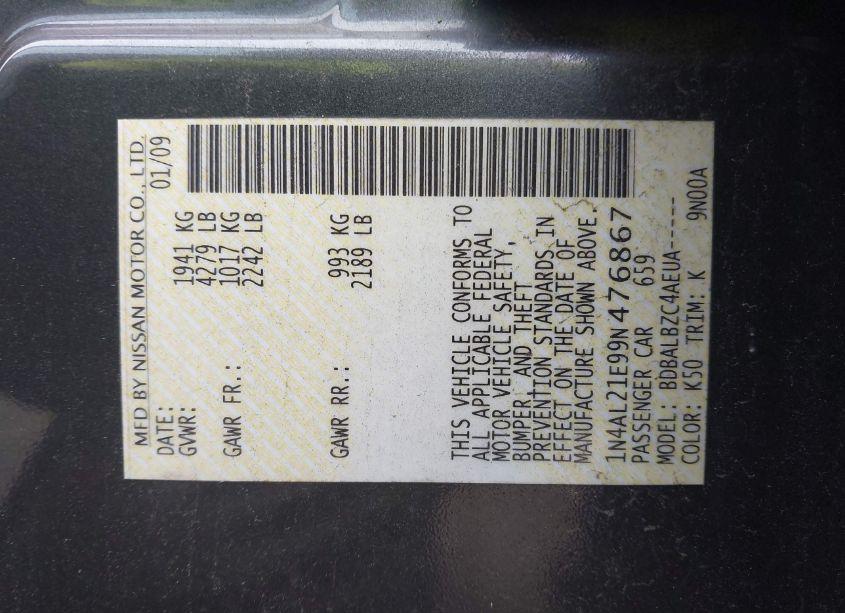 MFD BY NISSAN MOTOR CO., LTD.
DATE: 01/09
GVWR: 1941 KG
4279 LB
GAWR FR.: 1017 KG
2242 LB
GAWR RR.: 993 KG
2189 LB
THIS VEHICLE CONFORMS TO
ALL APPLICABLE FEDERAL
MOTOR VEHICLE SAFETY,
BUMPER, AND THEFT
PREVENTION STANDARDS IN
EFFECT ON THE DATE OF
MANUFACTURE SHOWN ABOVE.
1N4AL21E99N476867
PASSENGER CAR 659
MODEL: BDBALBZC4AEUA-----
COLOR: K50 TRIM: K 9N00A